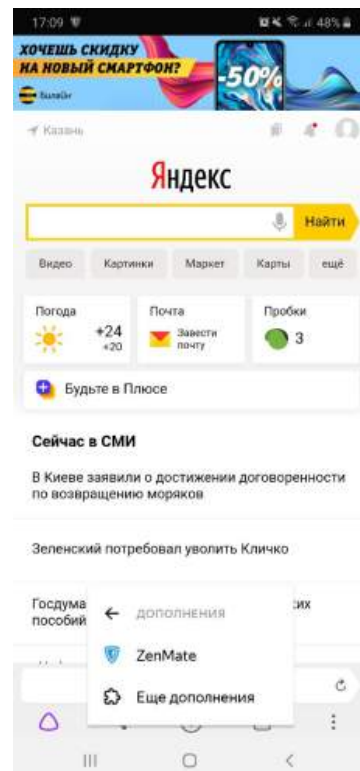 17:09
48%
ХОЧЕШЬ СКИДКУ
НА НОВЫЙ СМАРТФОН?
-50%
билайн
Казань
Яндекс
Найти
Видео
Картинки
Маркет
Карты
ещё
Погода
+24
+20
Почта
Завести
почту
Пробки
3
Будьте в Плюсе
Сейчас в СМИ
В Киеве заявили о достижении договоренности
по возвращению моряков
Зеленский потребовал уволить Кличко
Госдума
пособий
их
ДОПОЛНЕНИЯ
ZenMate
Еще дополнения